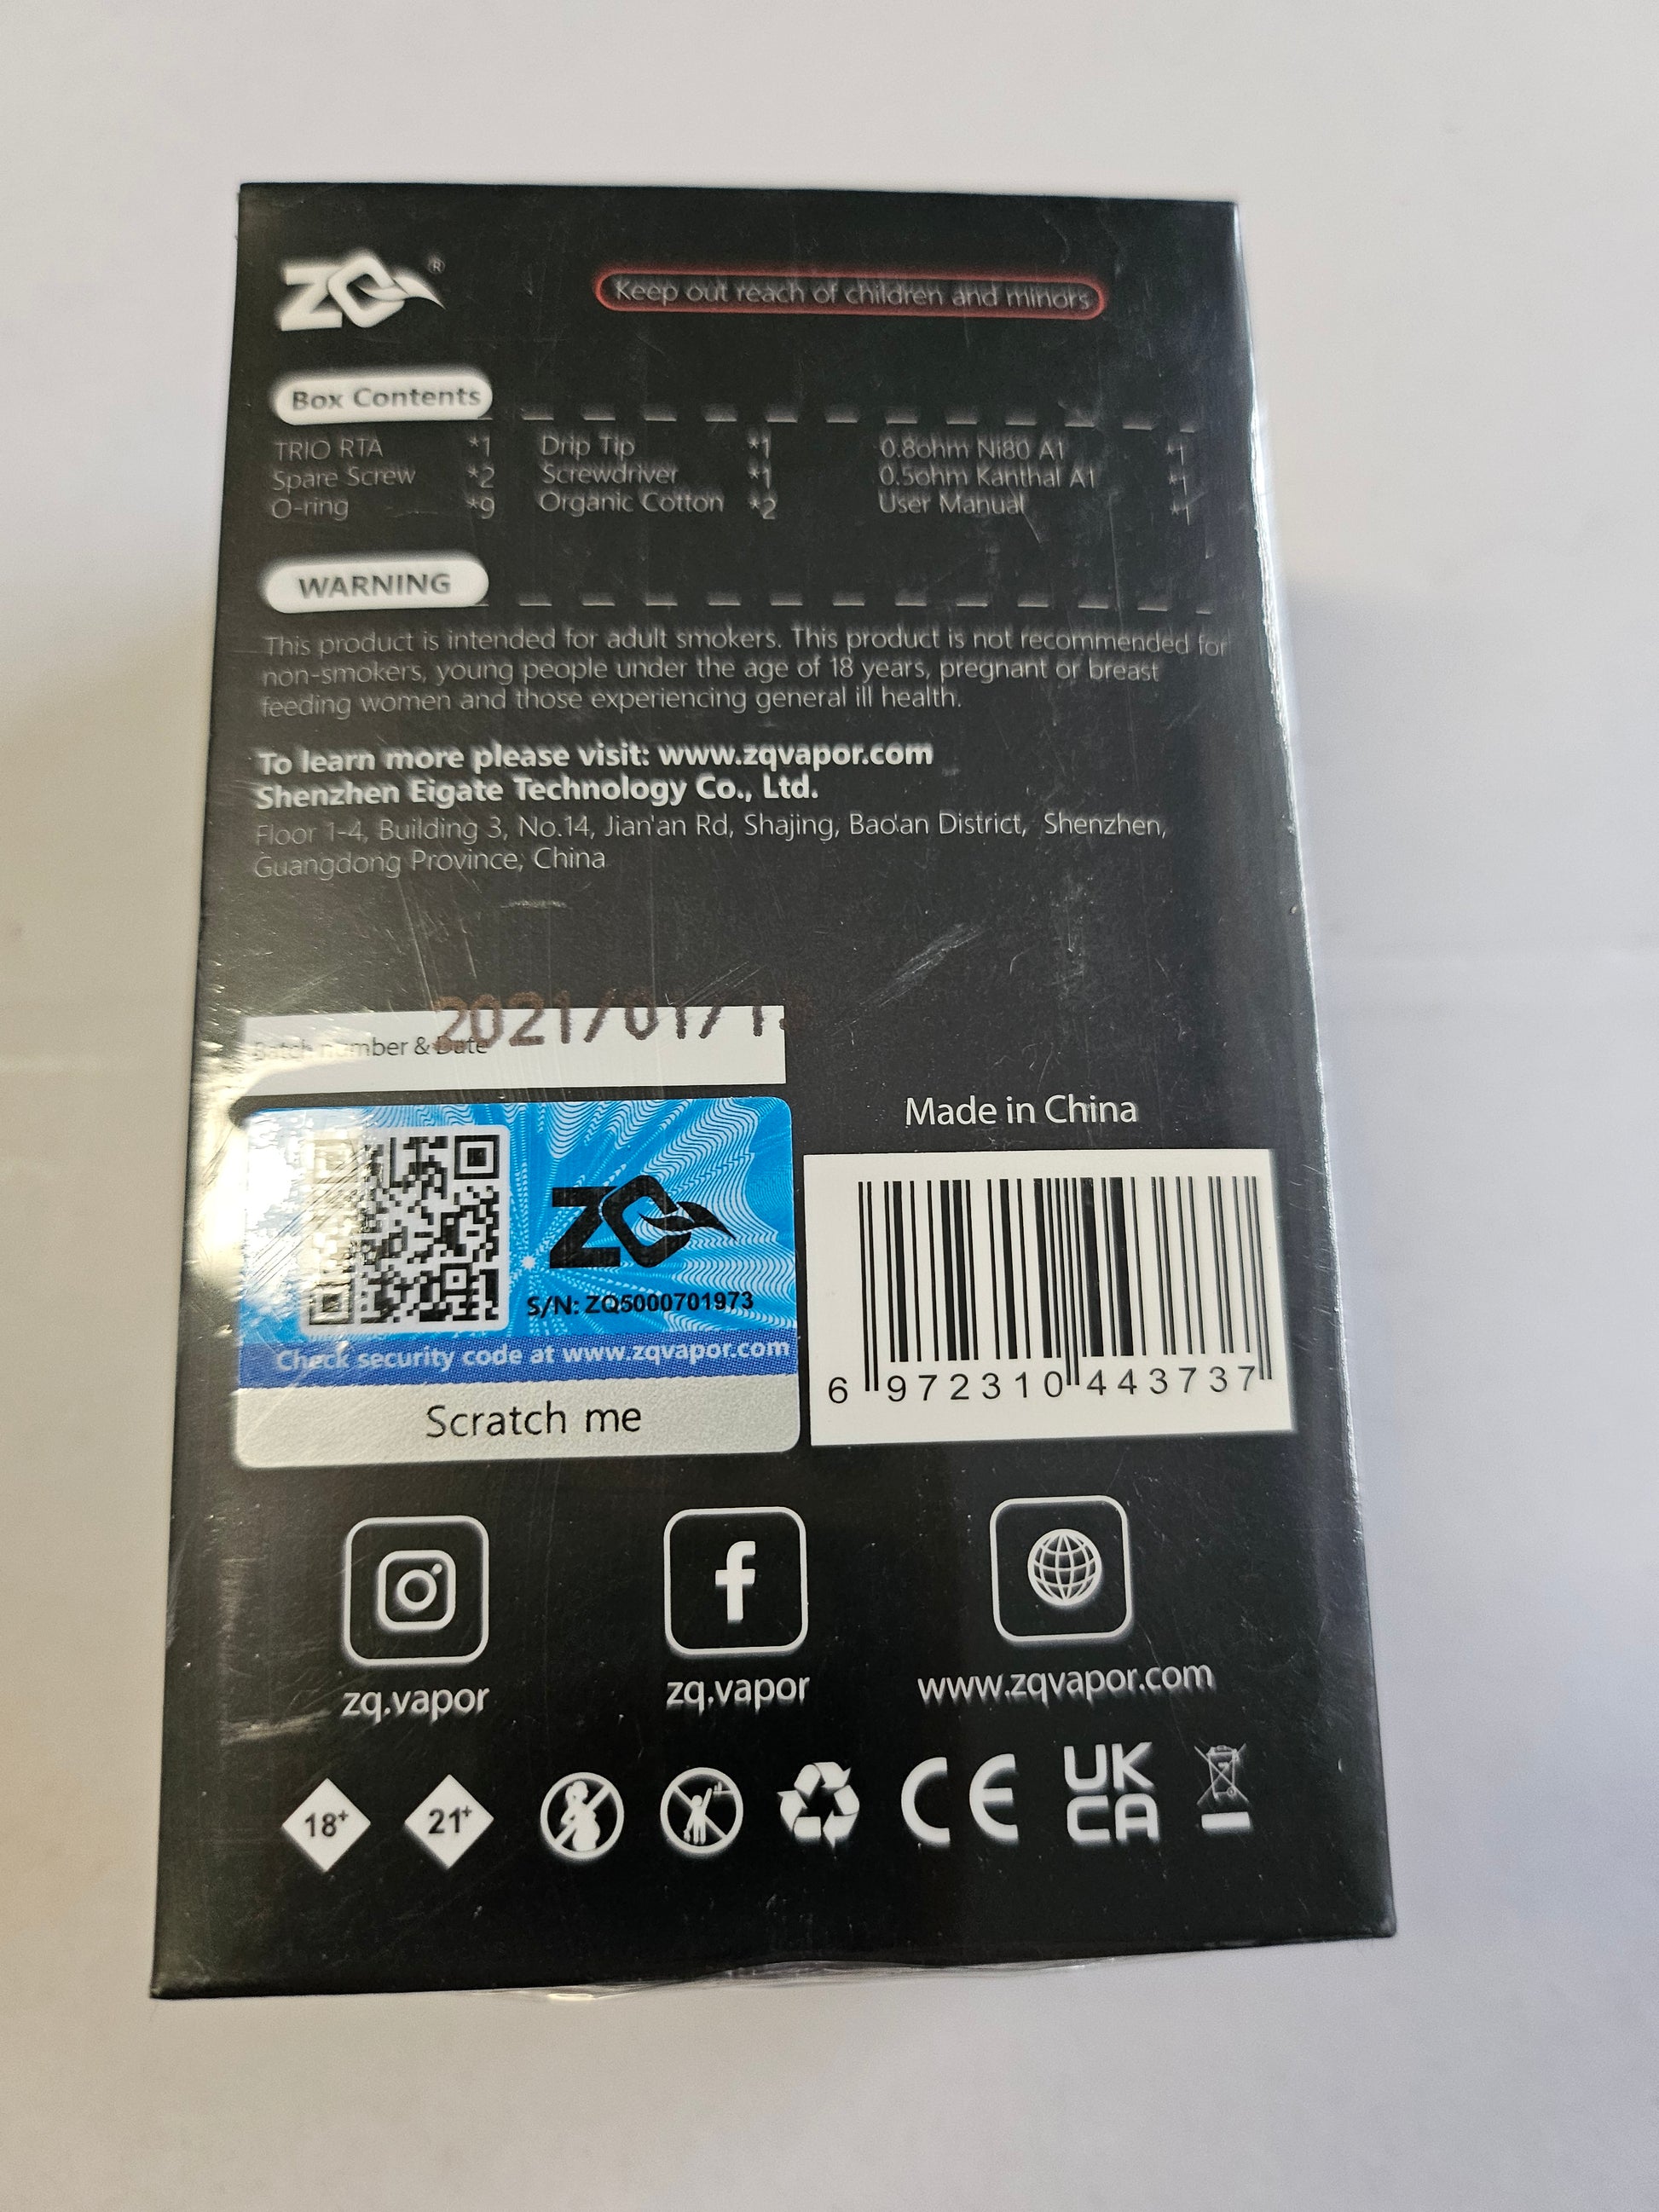 ZQ®
Keep out reach of children and minors
Box Contents
TRIO RTA *1 Drip Tip *1 0.8ohm Ni80 A1 *1
Spare Screw *2 Screwdriver *1 0.5ohm Kanthal A1 *1
O-ring *9 Organic Cotton *2 User Manual *1
WARNING
This product is intended for adult smokers. This product is not recommended for
non-smokers, young people under the age of 18 years, pregnant or breast
feeding women and those experiencing general ill health.
To learn more please visit: www.zqvapor.com
Shenzhen Eigate Technology Co., Ltd.
Floor 1-4, Building 3, No.14, Jian'an Rd, Shajing, Bao'an District, Shenzhen,
Guangdong Province, China
2021/01/1
Batch number & Date
Made in China
ZQ
S/N: ZQ5000701973
Check security code at www.zqvapor.com
Scratch me
6 972310 443737
zq.vapor zq.vapor www.zqvapor.com
18+ 21+ CE UK
CA